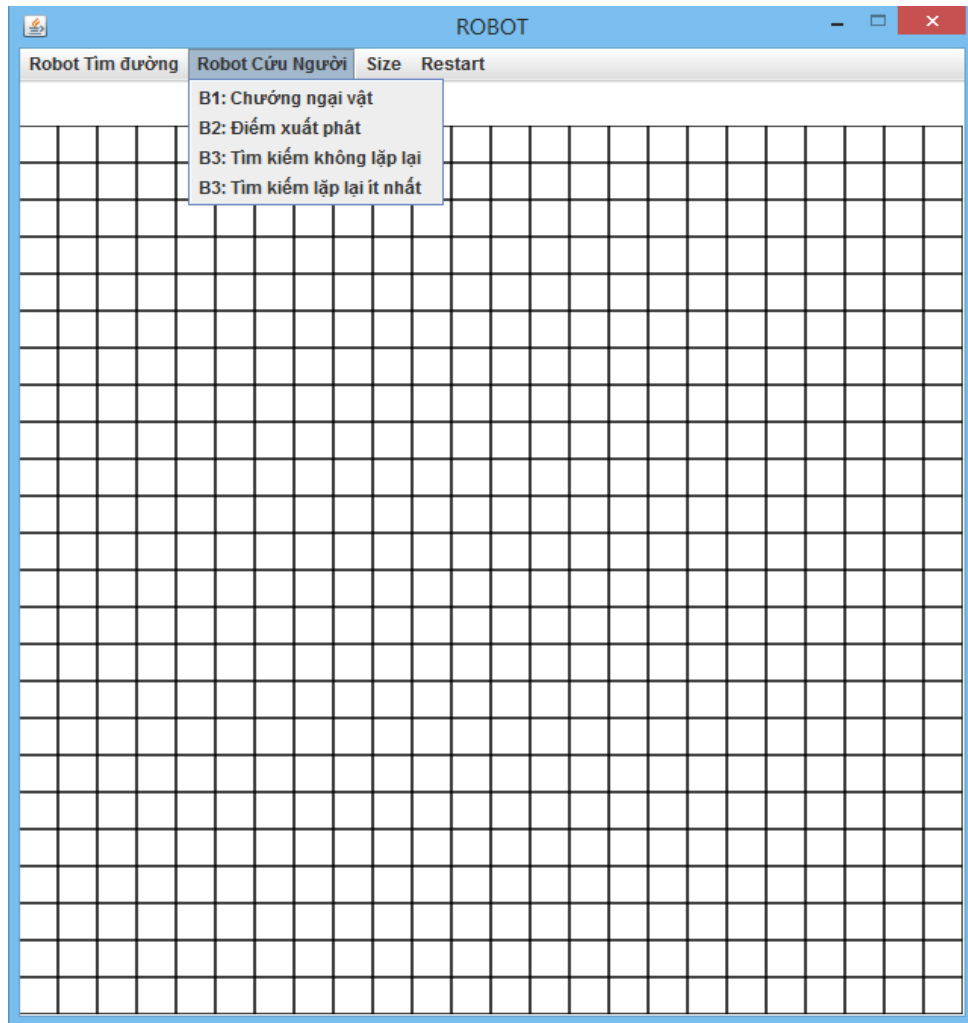 ROBOT
Robot Tìm đường Robot Cứu Người Size Restart
B1: Chướng ngại vật
B2: Điểm xuất phát
B3: Tìm kiếm không lặp lại
B3: Tìm kiếm lặp lại ít nhất